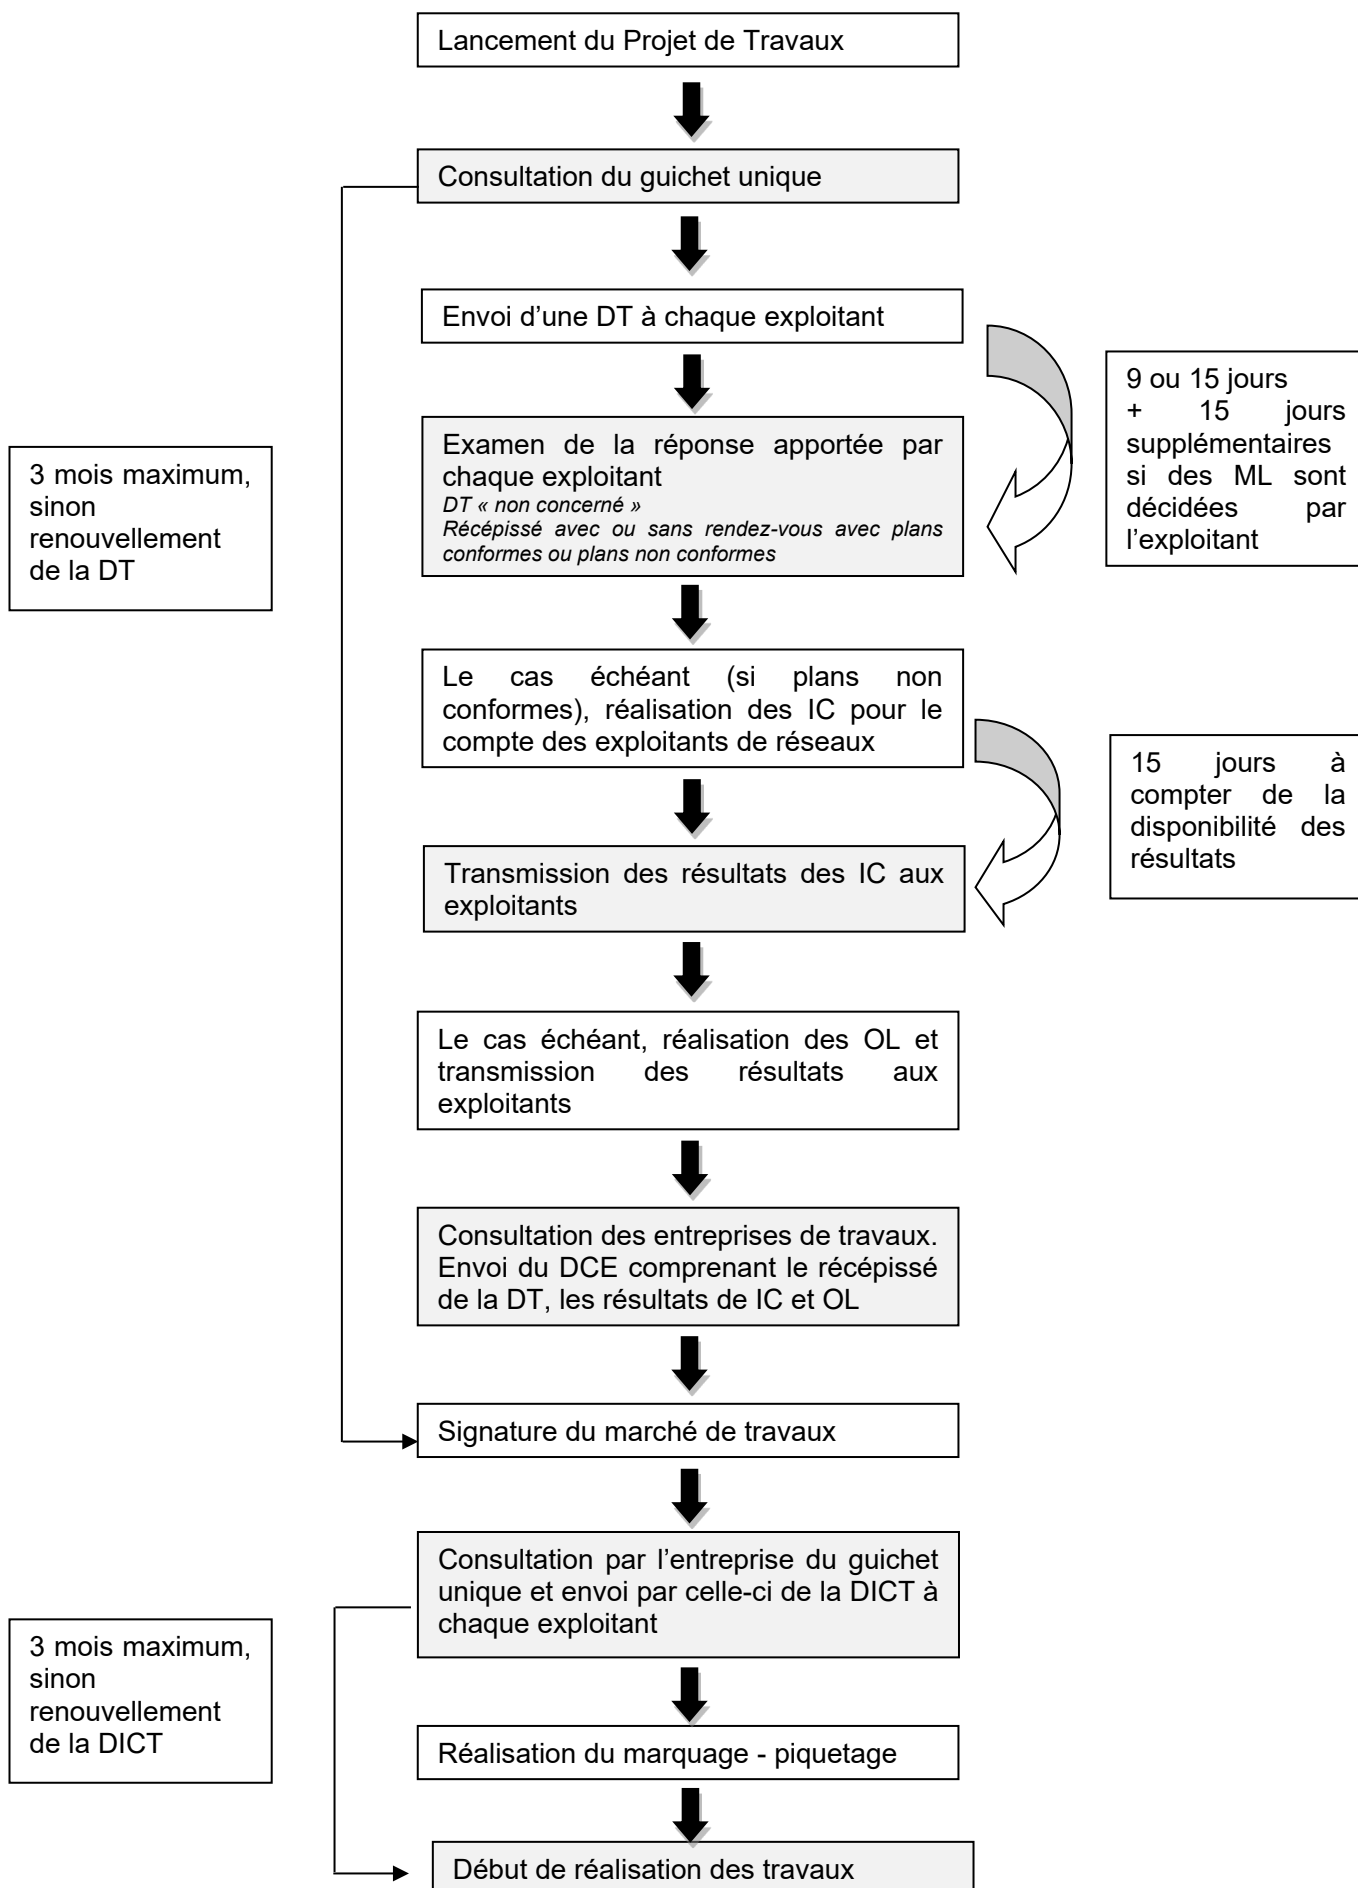 Lancement du Projet de Travaux
Consultation du guichet unique
Envoi d’une DT à chaque exploitant
9 ou 15 jours
+ 15 jours
supplémentaires
si des ML sont
décidées par
l’exploitant
Examen de la réponse apportée par
chaque exploitant
DT « non concerné »
Récépissé avec ou sans rendez-vous avec plans
conformes ou plans non conformes
3 mois maximum,
sinon
renouvellement
de la DT
Le cas échéant (si plans non
conformes), réalisation des IC pour le
compte des exploitants de réseaux
15 jours à
compter de la
disponibilité des
résultats
Transmission des résultats des IC aux
exploitants
Le cas échéant, réalisation des OL et
transmission des résultats aux
exploitants
Consultation des entreprises de travaux.
Envoi du DCE comprenant le récépissé
de la DT, les résultats de IC et OL
Signature du marché de travaux
Consultation par l’entreprise du guichet
unique et envoi par celle-ci de la DICT à
chaque exploitant
3 mois maximum,
sinon
renouvellement
de la DICT
Réalisation du marquage - piquetage
Début de réalisation des travaux